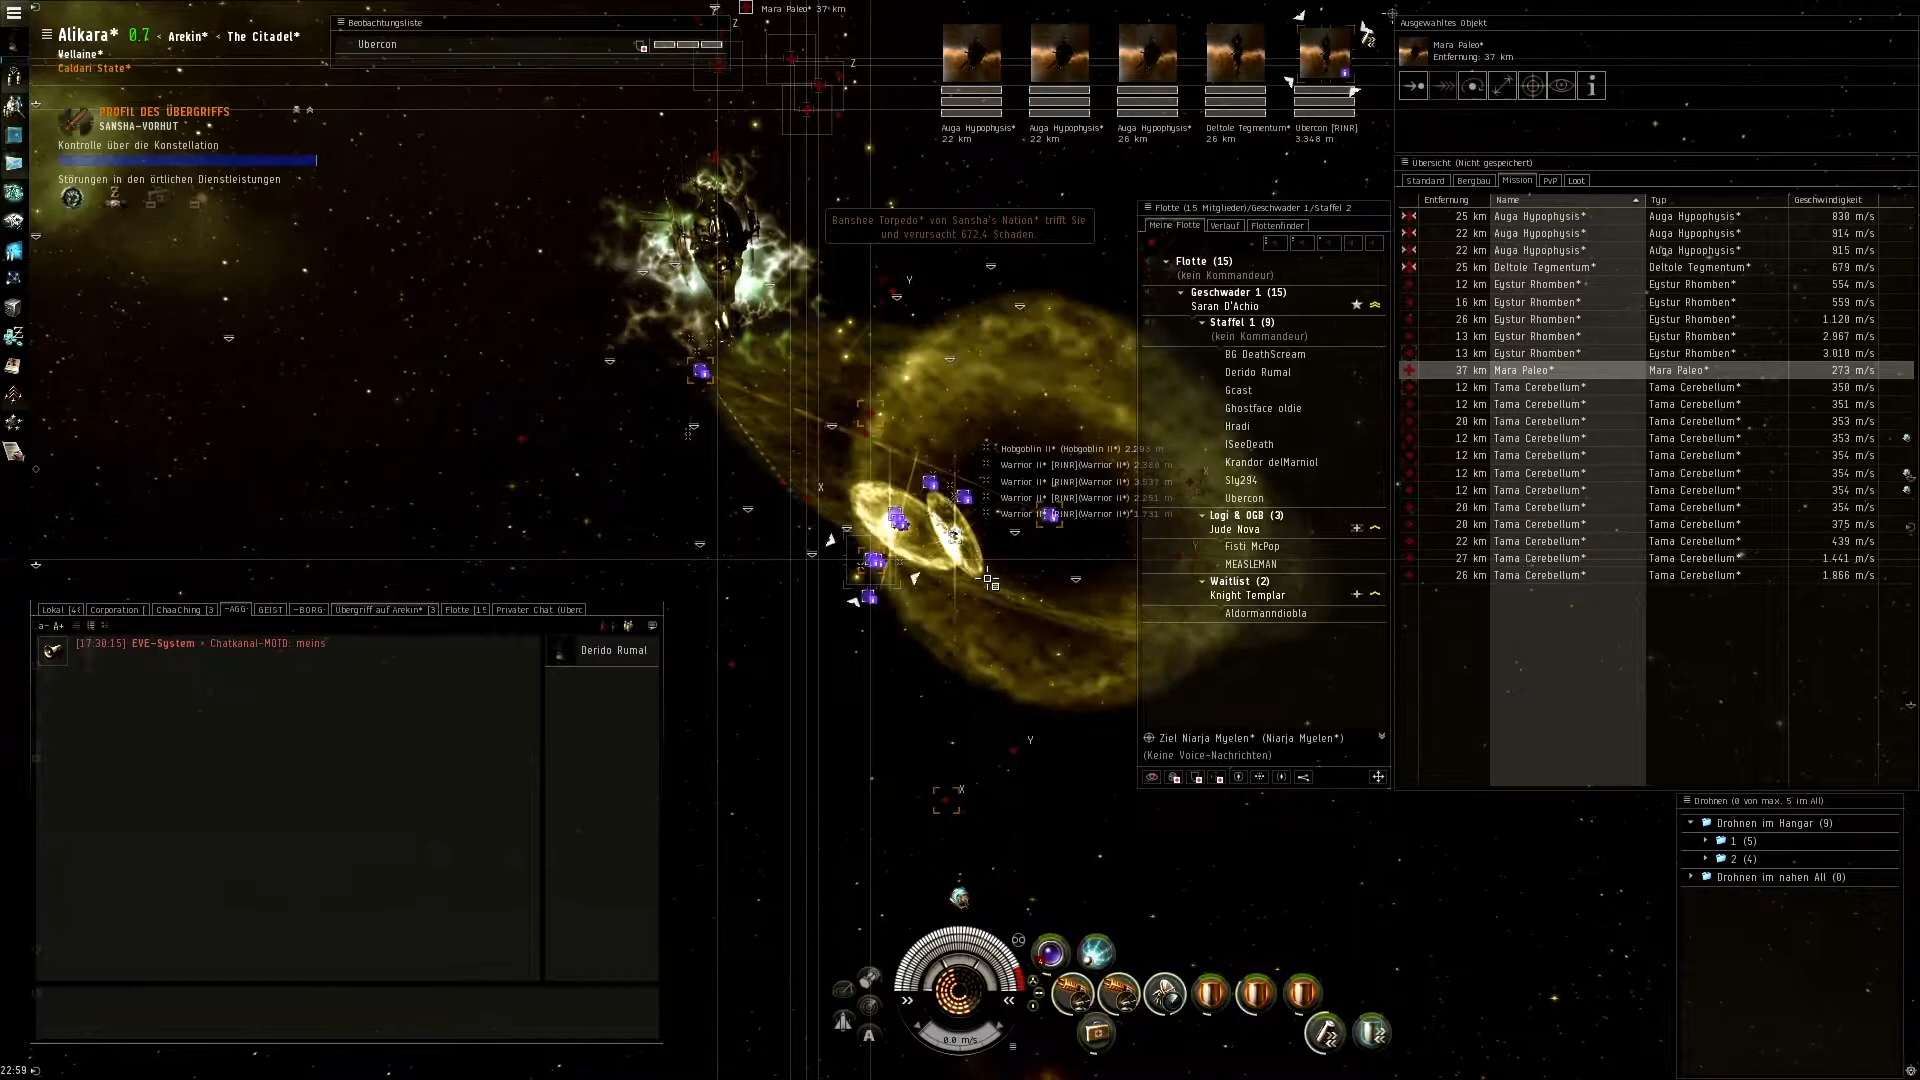 Alikara* 0.7 < Arekin* < The Citadel*
Vellaine*
Caldari State*
PROFIL DES ÜBERGRIFFS
SANSHA-VORHUT
Kontrolle über die Konstellation
Störungen in den örtlichen Dienstleistungen
Beobachtungsliste
Ubercon
Mara Paleo* 37 km
Auga Hypophysis*
22 km
Auga Hypophysis*
22 km
Auga Hypophysis*
26 km
Deltole Tegmentum*
26 km
Ubercon [RINR]
3.348 m
Ausgewähltes Objekt
Mara Paleo*
Entfernung: 37 km
Banshee Torpedo* von Sansha's Nation* trifft Sie
und verursacht 672.4 Schaden.
Flotte (15 Mitglieder)/Geschwader 1/Staffel 2
Meine Flotte Verlauf Flottenfinder
Flotte (15)
(kein Kommandeur)
Geschwader 1 (15)
Saran D'Achio
Staffel 1 (9)
(kein Kommandeur)
BG DeathScream
Derido Rumal
Gcast
Ghostface oldie
Hradi
ISeeDeath
Krandor delMarniol
Sly294
Ubercon
Logi & OGB (3)
Jude Nova
Fisti McPop
MEASLEMAN
Waitlist (2)
Knight Templar
Aldormanndiobla
Ziel Niarja Myelen* (Niarja Myelen*)
(Keine Voice-Nachrichten)
Übersicht (Nicht gespeichert)
Standard Bergbau Mission PvP Loot
Entfernung Name Typ Geschwindigkeit
25 km Auga Hypophysis* Auga Hypophysis* 830 m/s
22 km Auga Hypophysis* Auga Hypophysis* 914 m/s
22 km Auga Hypophysis* Auga Hypophysis* 915 m/s
25 km Deltole Tegmentum* Deltole Tegmentum* 679 m/s
12 km Eystur Rhomben* Eystur Rhomben* 554 m/s
16 km Eystur Rhomben* Eystur Rhomben* 559 m/s
26 km Eystur Rhomben* Eystur Rhomben* 1.120 m/s
13 km Eystur Rhomben* Eystur Rhomben* 2.967 m/s
13 km Eystur Rhomben* Eystur Rhomben* 3.010 m/s
37 km Mara Paleo* Mara Paleo* 273 m/s
12 km Tama Cerebellum* Tama Cerebellum* 350 m/s
12 km Tama Cerebellum* Tama Cerebellum* 351 m/s
20 km Tama Cerebellum* Tama Cerebellum* 353 m/s
12 km Tama Cerebellum* Tama Cerebellum* 353 m/s
12 km Tama Cerebellum* Tama Cerebellum* 354 m/s
12 km Tama Cerebellum* Tama Cerebellum* 354 m/s
12 km Tama Cerebellum* Tama Cerebellum* 354 m/s
20 km Tama Cerebellum* Tama Cerebellum* 354 m/s
20 km Tama Cerebellum* Tama Cerebellum* 375 m/s
22 km Tama Cerebellum* Tama Cerebellum* 439 m/s
27 km Tama Cerebellum* Tama Cerebellum* 1.441 m/s
26 km Tama Cerebellum* Tama Cerebellum* 1.866 m/s
Hobgoblin II* (Hobgoblin II*)
Warrior II* [RINR](Warrior II*)
Warrior II* [RINR](Warrior II*) 3.537 m
Warrior II* [RINR](Warrior II*) 2.251 m
Warrior II* [RINR](Warrior II*) 1.731 m
Lokal [48 Corporation [ ChaaChing [3 -AGG- GEIST -BORG- Übergriff auf Arekin* [3 Flotte [15 Privater Chat (Uberc
a- A+
[17:30:15] EVE-System > Chatkanal-MOTD: meins
Derido Rumal
Drohnen (0 von max. 5 im All)
Drohnen im Hangar (9)
1 (5)
2 (4)
Drohnen im nahen All (0)
0.0 m/s
22:59